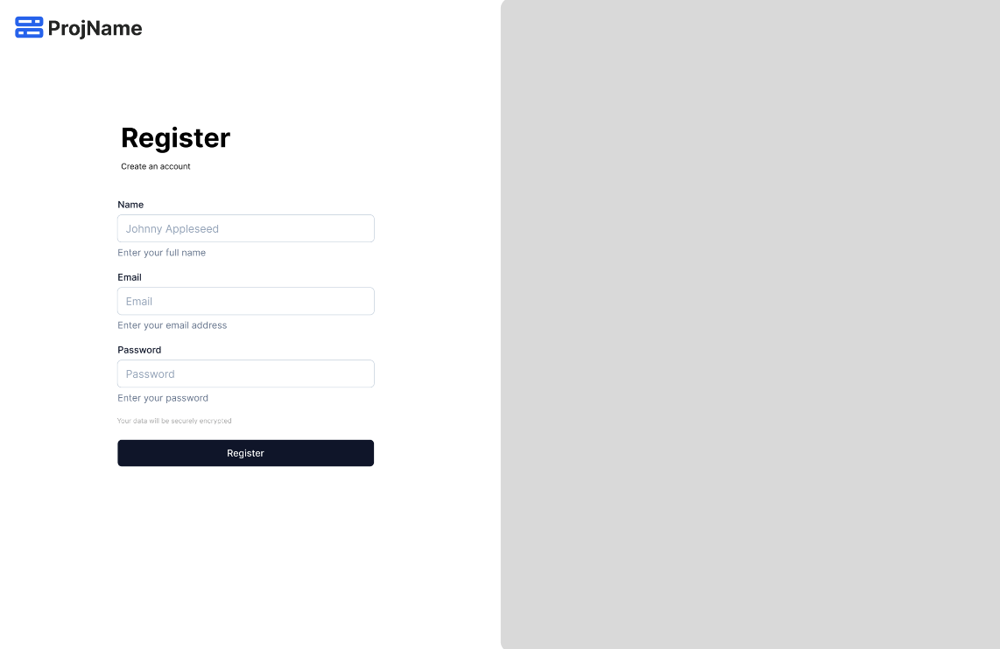 ProjName
Register
Create an account
Name
Johnny Appleseed
Enter your full name
Email
Email
Enter your email address
Password
Password
Enter your password
Your data will be securely encrypted
Register